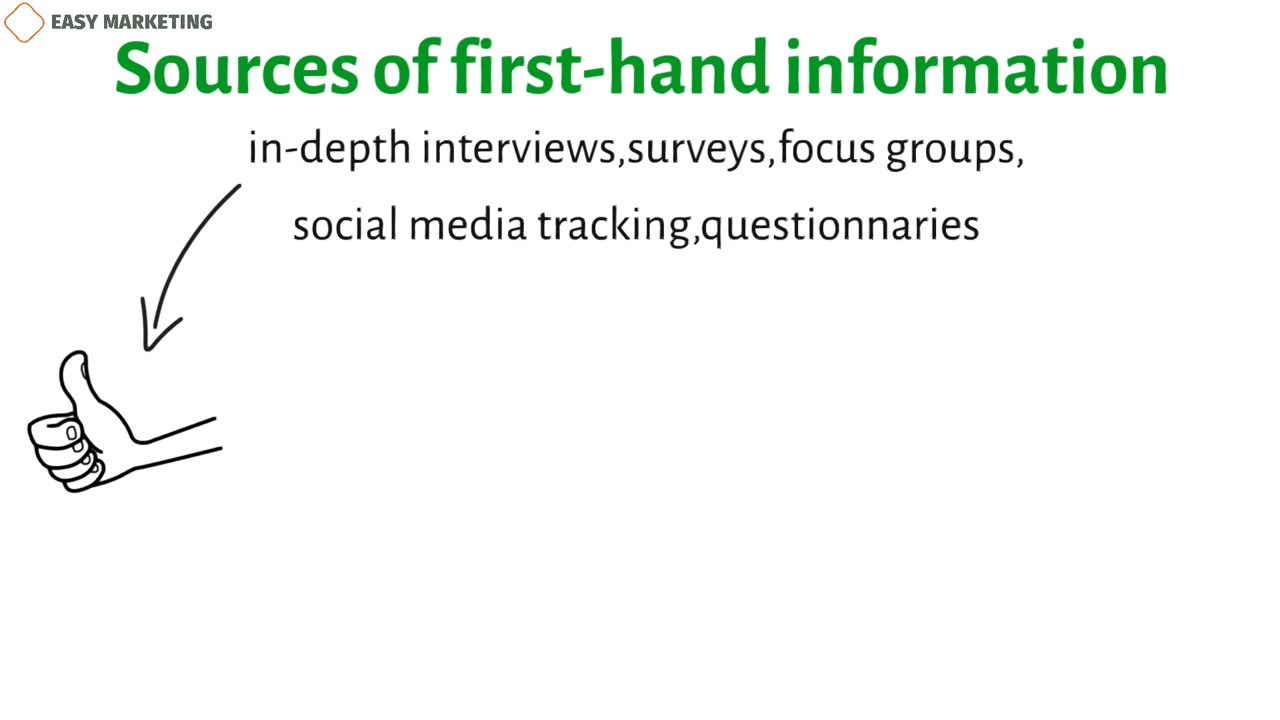 EASY MARKETING
Sources of first-hand information
in-depth interviews,surveys,focus groups,
social media tracking,questionnaries